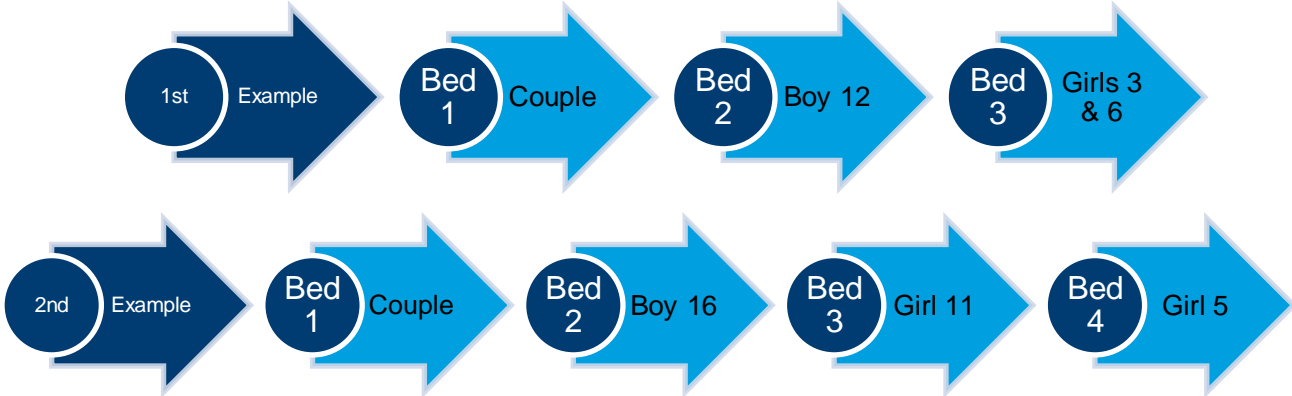 1st
Example
Bed
1
Couple
Bed
2
Boy 12
Bed
3
Girls 3
& 6
2nd
Example
Bed
1
Couple
Bed
2
Boy 16
Bed
3
Girl 11
Bed
4
Girl 5